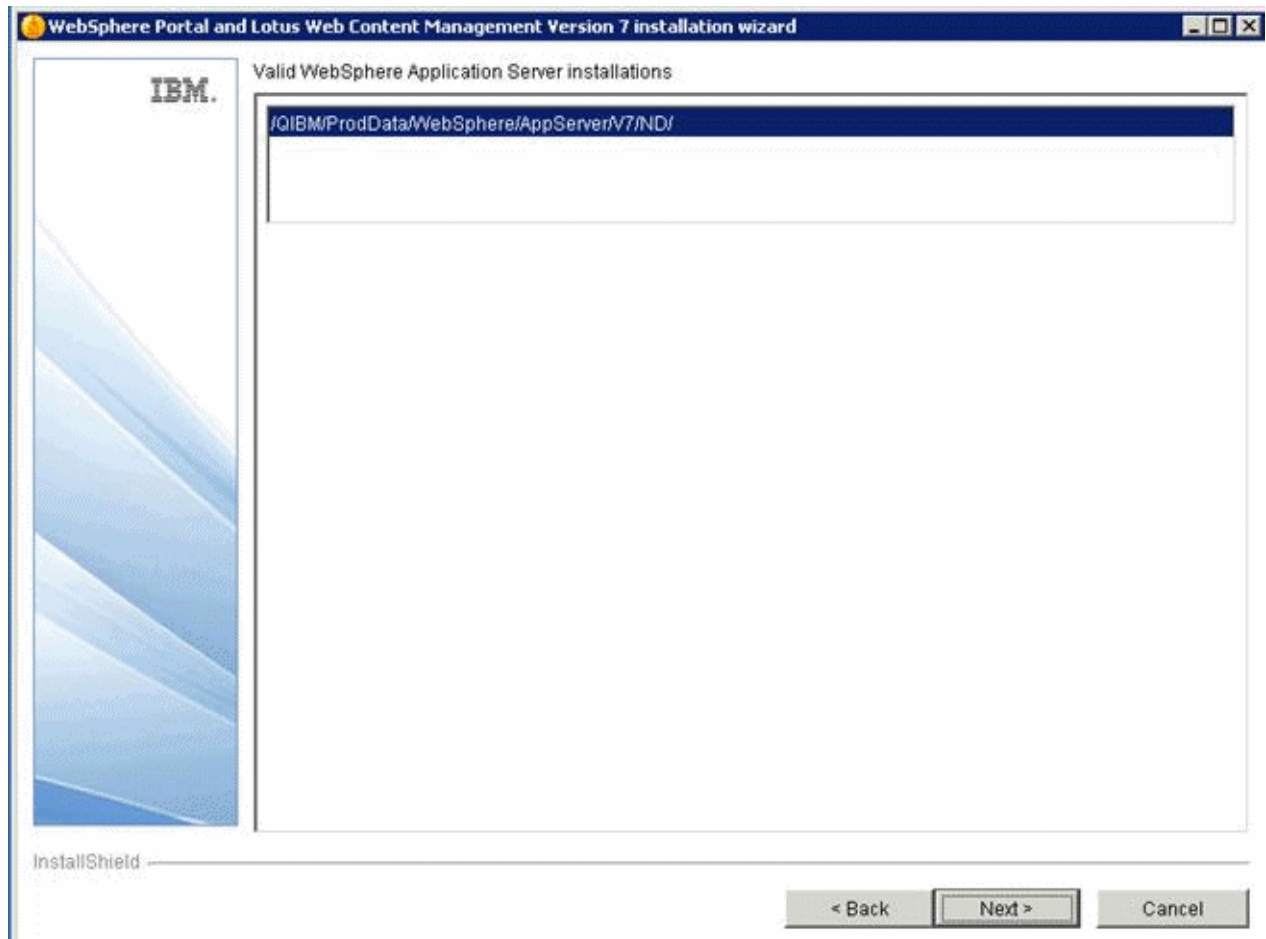 WebSphere Portal and Lotus Web Content Management Version 7 installation wizard
IBM.
Valid WebSphere Application Server installations
/QIBM/ProdData/WebSphere/AppServer/V7/ND/
InstallShield
< Back
Next >
Cancel